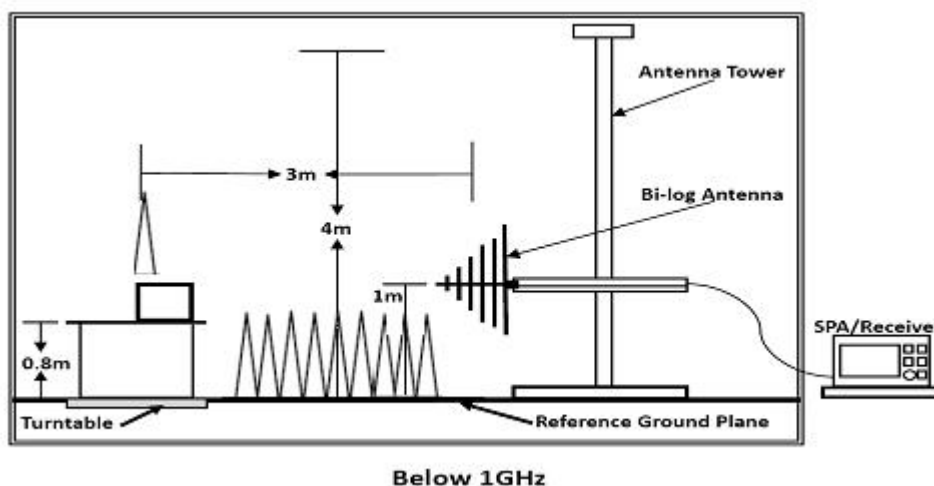 Antenna Tower
3m
Bi-log Antenna
4m
1m
SPA/Receive
0.8m
Turntable
Reference Ground Plane
Below 1GHz